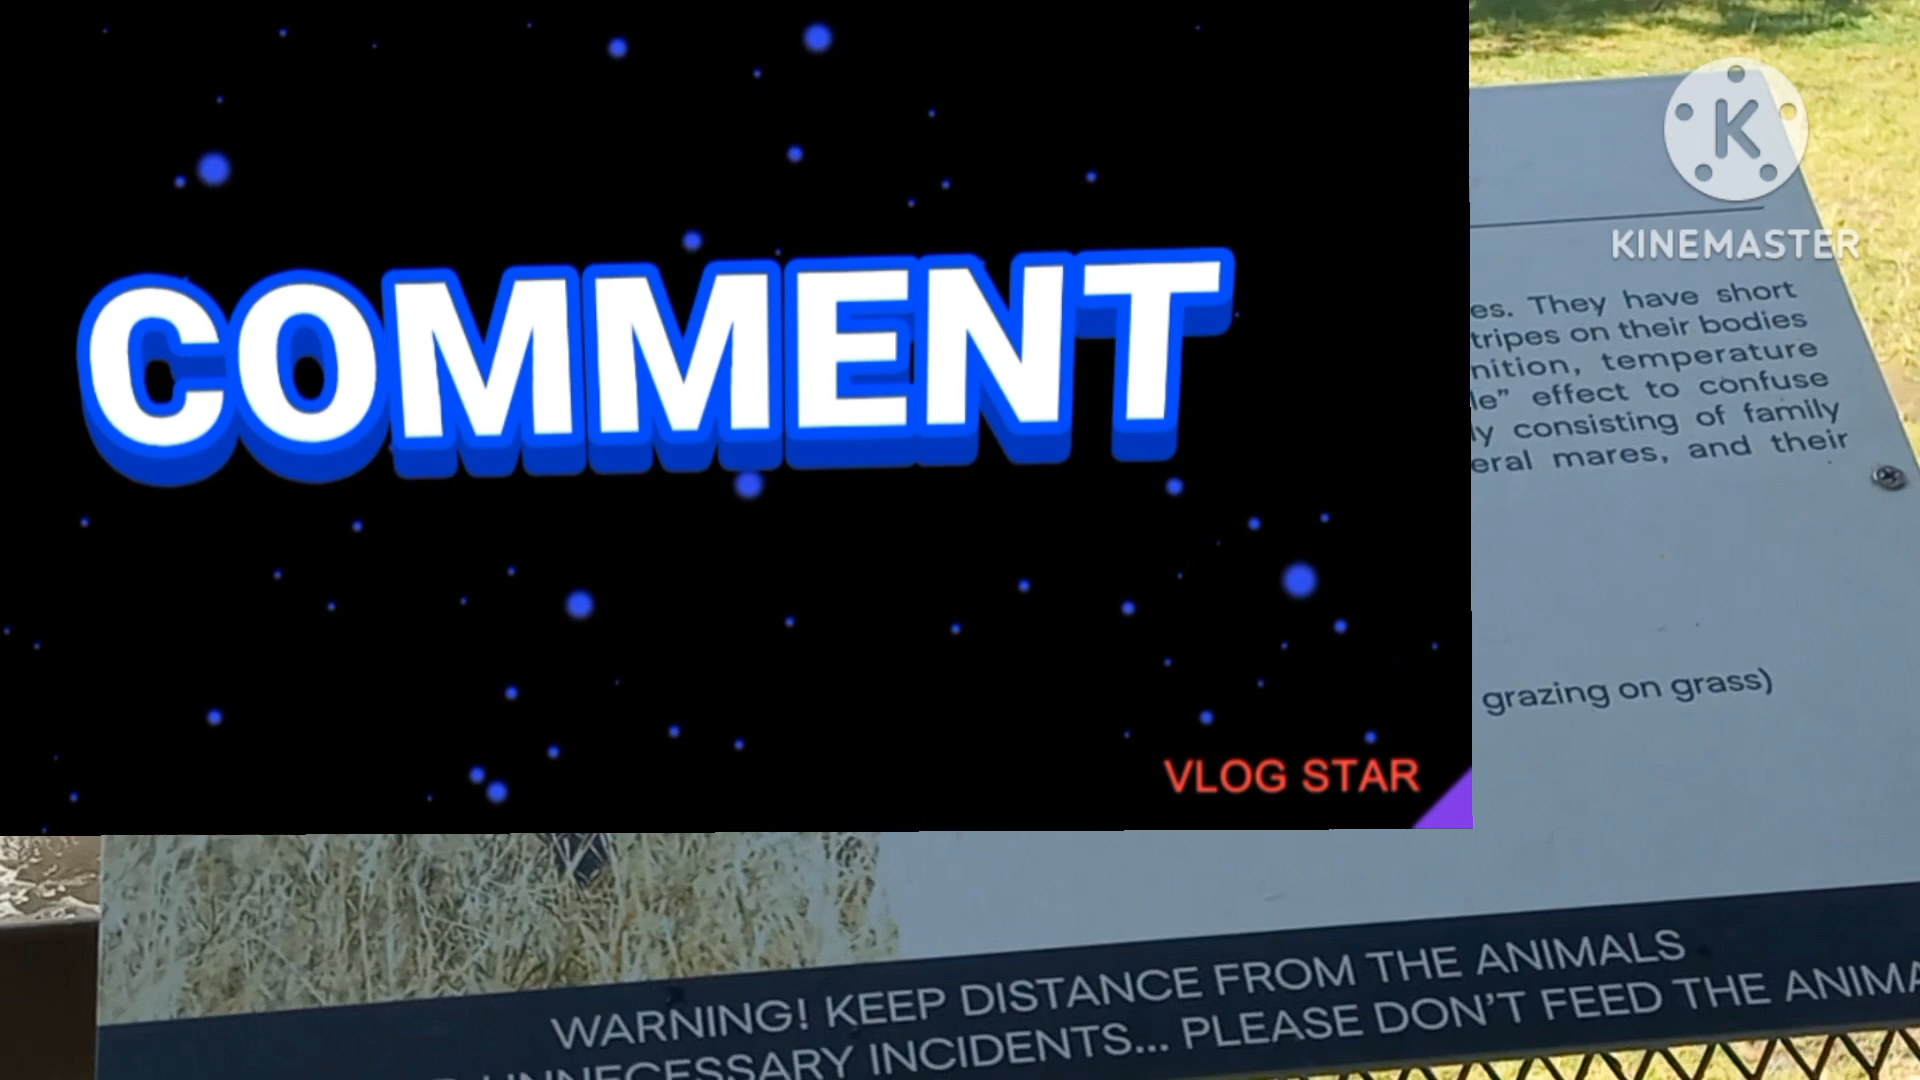 COMMENT
VLOG STAR
K
KINEMASTER
es. They have short
tripes on their bodies
nition, temperature
le” effect to confuse
ly consisting of family
eral mares, and their
grazing on grass)
WARNING! KEEP DISTANCE FROM THE ANIMALS
UNNECESSARY INCIDENTS... PLEASE DON’T FEED THE ANIMA